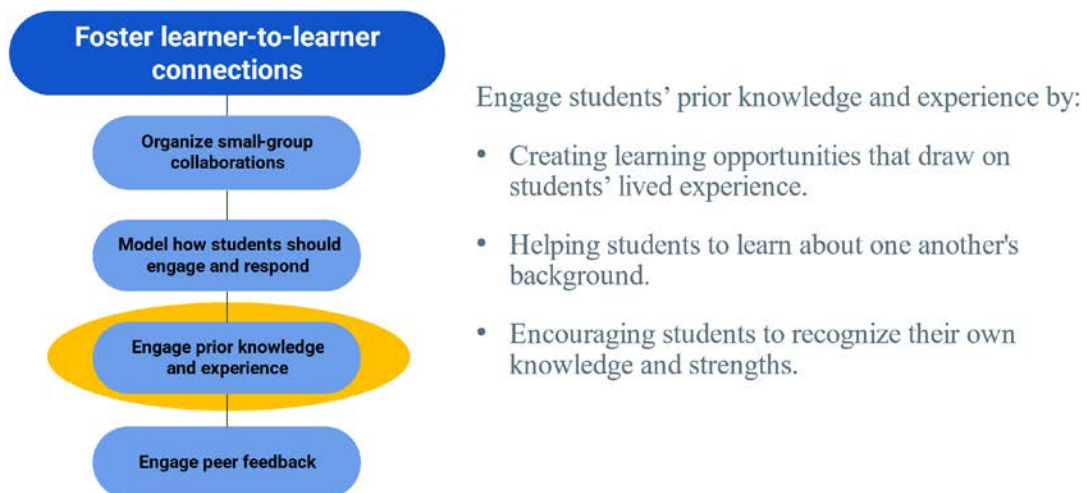 Foster learner-to-learner
connections
Organize small-group
collaborations
Model how students should
engage and respond
Engage prior knowledge
and experience
Engage peer feedback
Engage students’ prior knowledge and experience by:
• Creating learning opportunities that draw on
students’ lived experience.
• Helping students to learn about one another's
background.
• Encouraging students to recognize their own
knowledge and strengths.